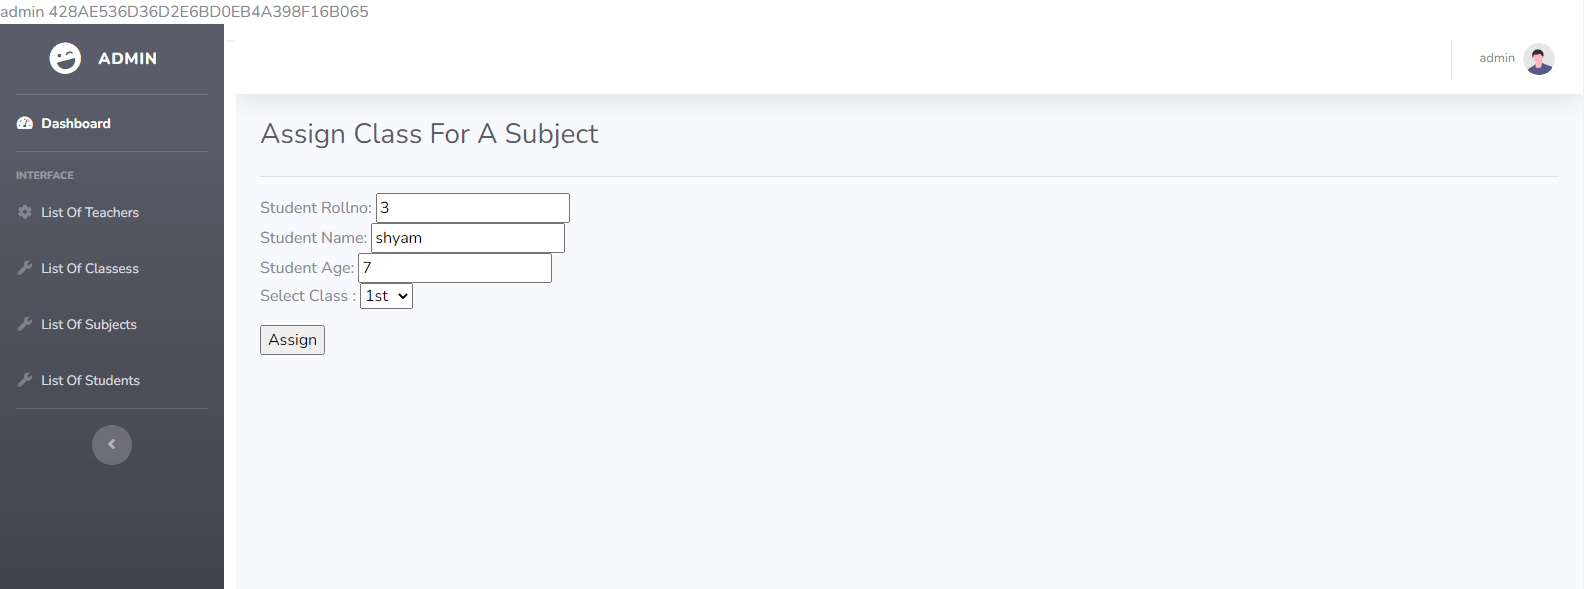 admin 428AE536D36D2E6BD0EB4A398F16B065
ADMIN
admin
Dashboard
INTERFACE
List Of Teachers
List Of Classess
List Of Subjects
List Of Students
Assign Class For A Subject
Student Rollno: 3
Student Name: shyam
Student Age: 7
Select Class : 1st
Assign